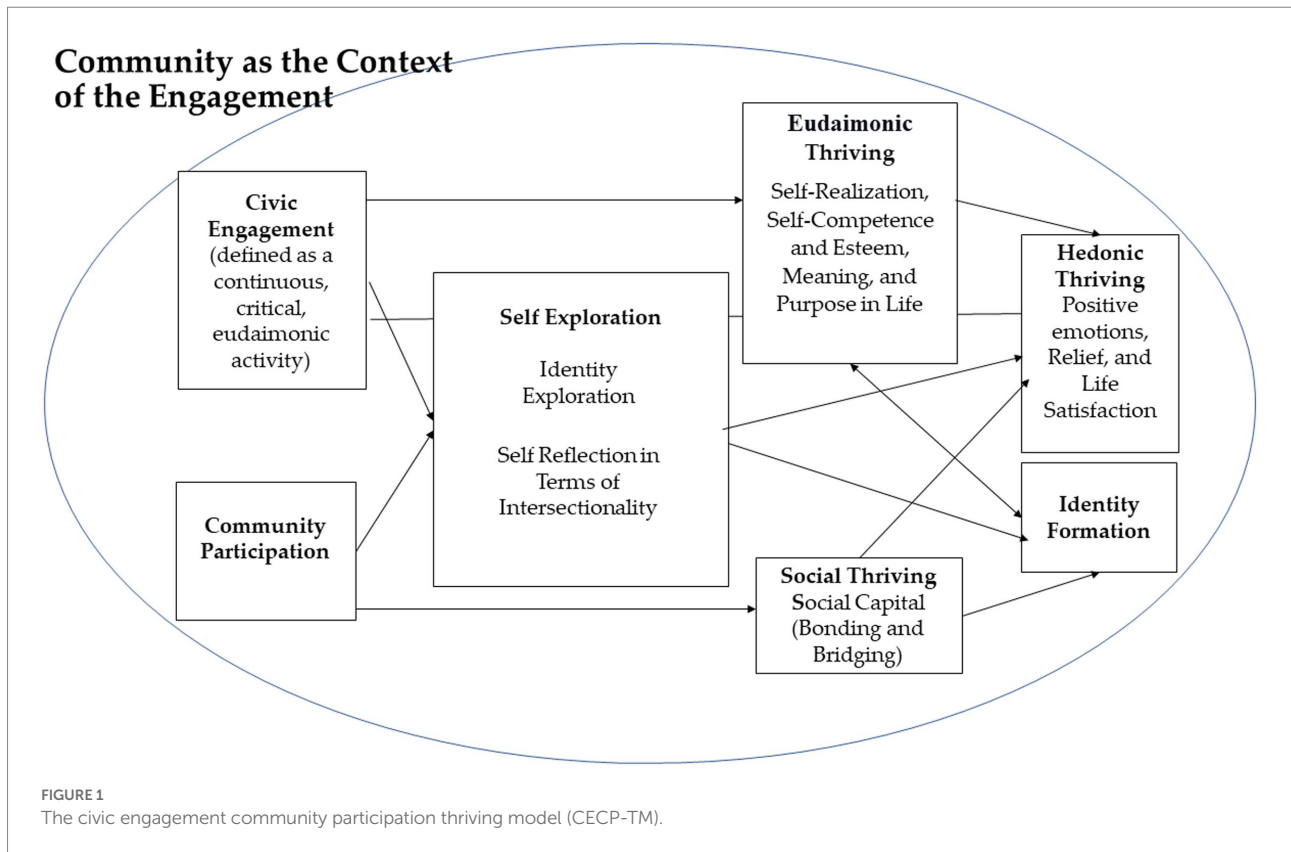 Community as the Context
of the Engagement
Civic
Engagement
(defined as a
continuous,
critical,
eudaimonic
activity)
Community
Participation
Self Exploration
Identity
Exploration
Self Reflection in
Terms of
Intersectionality
Eudaimonic
Thriving
Self-Realization,
Self-Competence
and Esteem,
Meaning, and
Purpose in Life
Social Thriving
Social Capital
(Bonding and
Bridging)
Hedonic
Thriving
Positive
emotions,
Relief, and
Life
Satisfaction
Identity
Formation
FIGURE 1
The civic engagement community participation thriving model (CECP-TM).